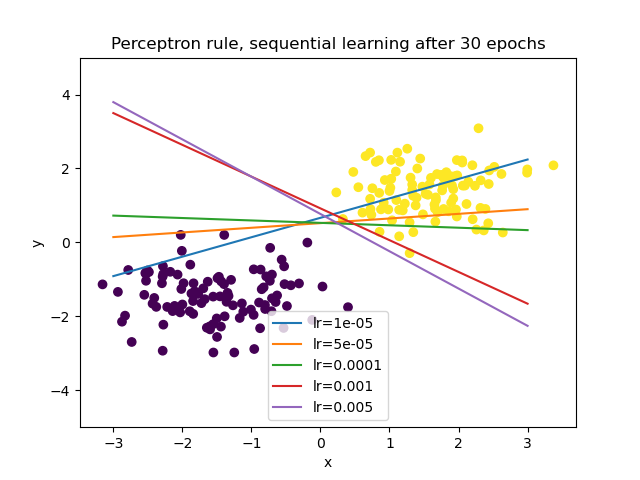 Perceptron rule, sequential learning after 30 epochs
y
4
2
0
−2
−4
lr=1e-05
lr=5e-05
lr=0.0001
lr=0.001
lr=0.005
−3 −2 −1 0 1 2 3
x